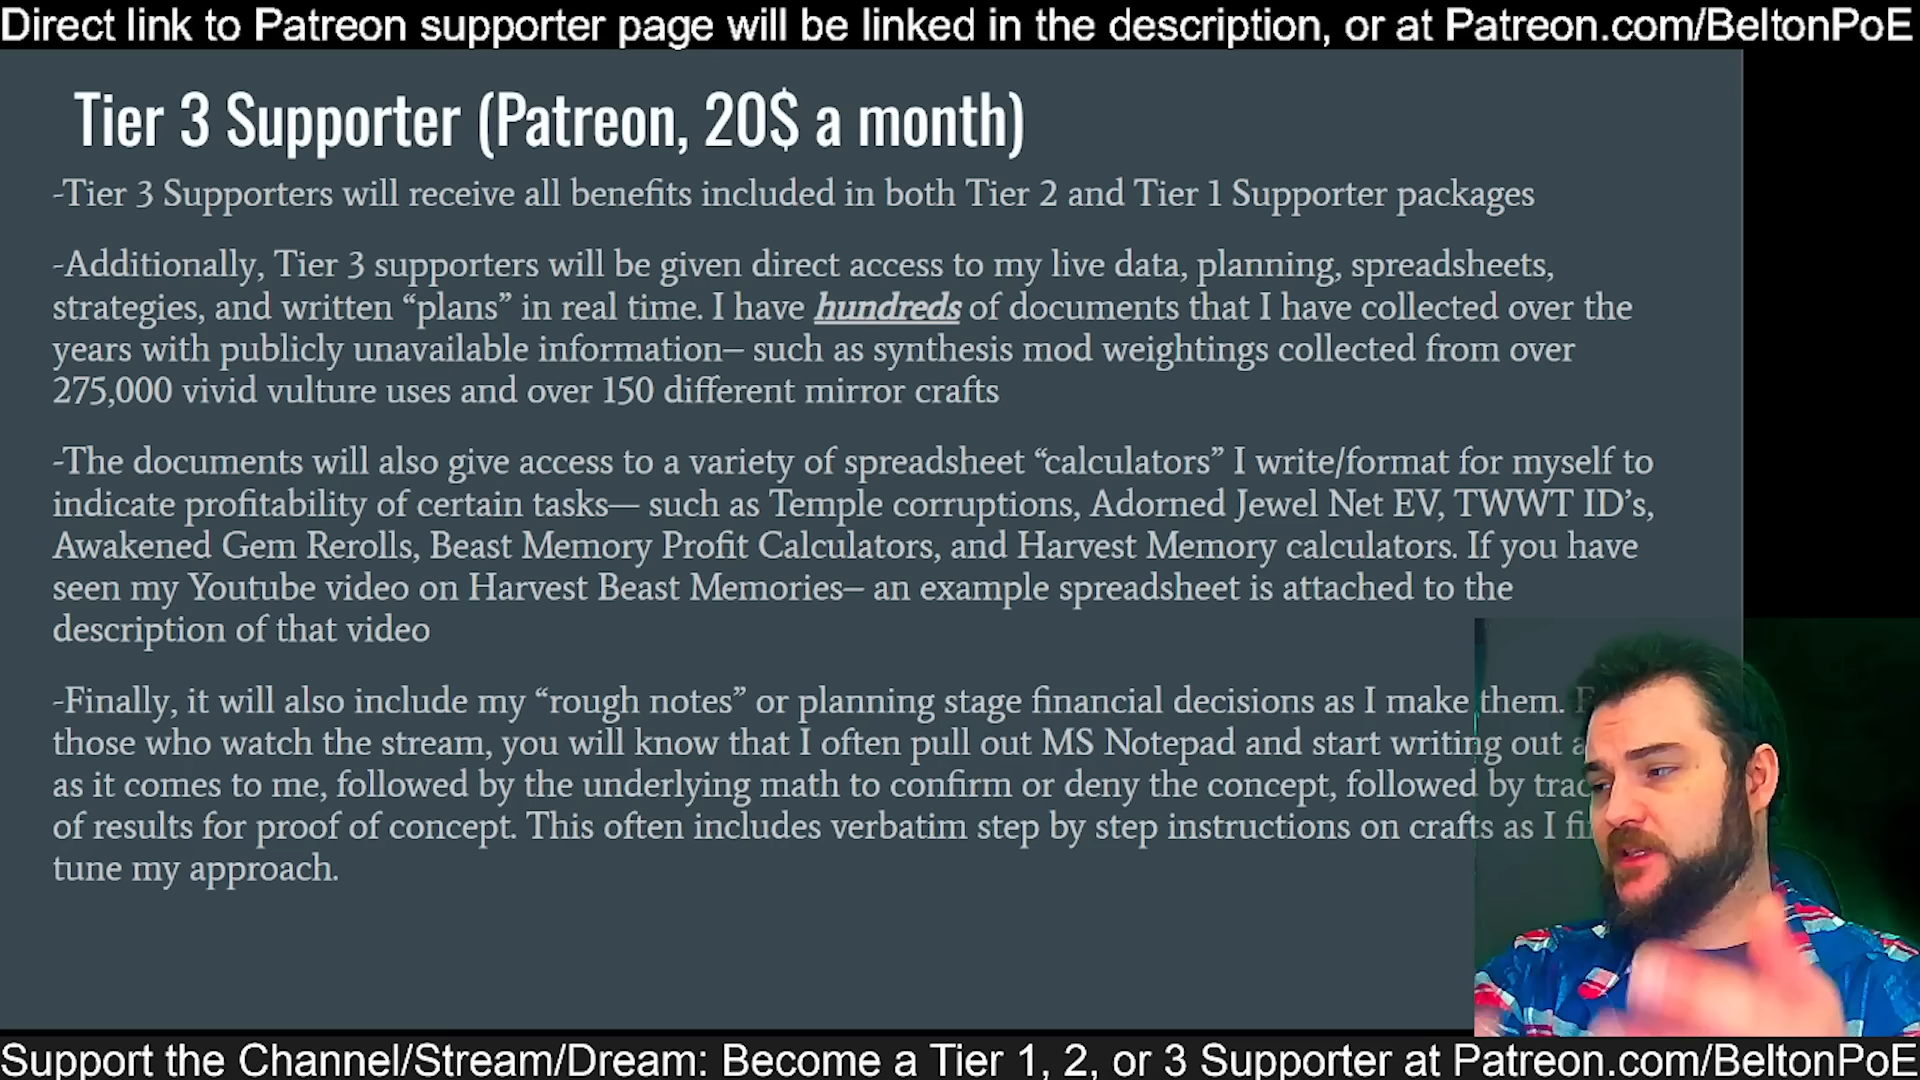 Direct link to Patreon supporter page will be linked in the description, or at Patreon.com/BeltonPoE
Tier 3 Supporter (Patreon, 20$ a month)
-Tier 3 Supporters will receive all benefits included in both Tier 2 and Tier 1 Supporter packages
-Additionally, Tier 3 supporters will be given direct access to my live data, planning, spreadsheets,
strategies, and written “plans” in real time. I have hundreds of documents that I have collected over the
years with publicly unavailable information– such as synthesis mod weightings collected from over
275,000 vivid vulture uses and over 150 different mirror crafts
-The documents will also give access to a variety of spreadsheet “calculators” I write/format for myself to
indicate profitability of certain tasks— such as Temple corruptions, Adorned Jewel Net EV, TWWT ID’s,
Awakened Gem Rerolls, Beast Memory Profit Calculators, and Harvest Memory calculators. If you have
seen my Youtube video on Harvest Beast Memories– an example spreadsheet is attached to the
description of that video
-Finally, it will also include my “rough notes” or planning stage financial decisions as I make them.
those who watch the stream, you will know that I often pull out MS Notepad and start writing out
as it comes to me, followed by the underlying math to confirm or deny the concept, followed by
of results for proof of concept. This often includes verbatim step by step instructions on crafts as I
tune my approach.
Support the Channel/Stream/Dream: Become a Tier 1, 2, or 3 Supporter at Patreon.com/BeltonPoE